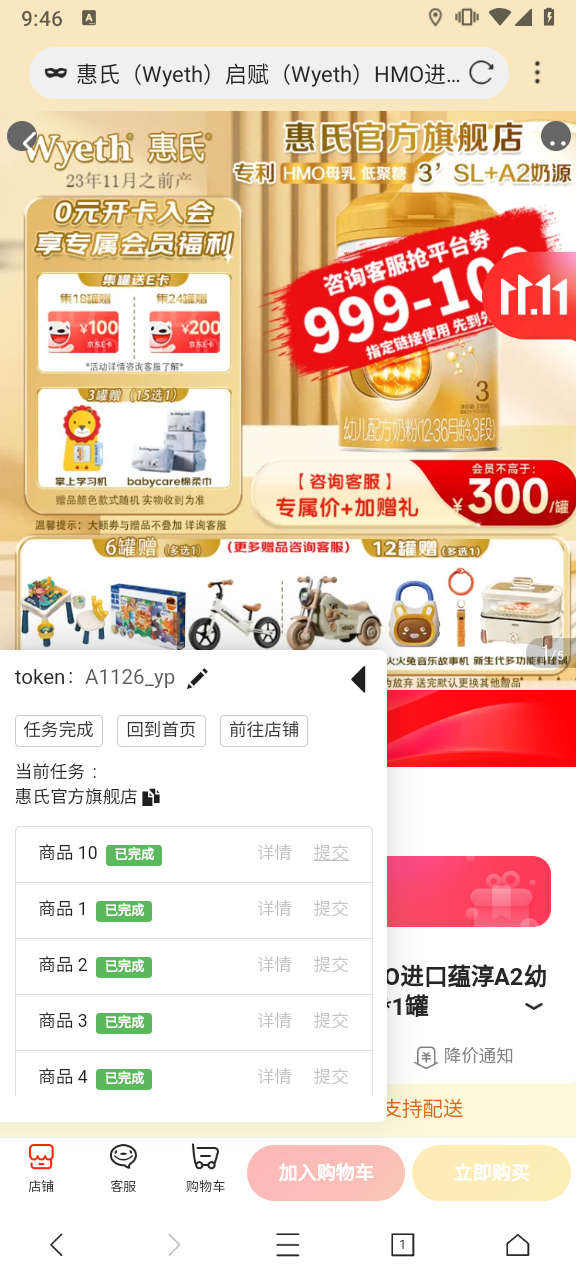 9:46
惠氏（Wyeth）启赋（Wyeth）HMO进...
Wyeth® 惠氏®
惠氏官方旗舰店
23年11月之前产
专利 HMO母乳 低聚糖 3’SL+A2奶源
0元开卡入会
享专属会员福利
集罐送E卡
集18罐赠 集24罐赠
¥100 京东E卡
¥200 京东E卡
*活动详情咨询客服了解*
咨询客服抢平台券
999-10
指定链接使用 先到先
11.11
3罐赠（15选1）
掌上学习机 babycare棉柔巾
赠品颜色款式随机 实物收到为准
温馨提示：大额券与赠品不叠加 详询客服
3
幼儿配方奶粉(12-36月龄,3段)
【咨询客服】
专属价+加赠礼
会员不高于：
¥300/罐
6罐赠（多选1）
(更多赠品咨询客服)
12罐赠（多选1）
火火兔音乐故事机 新生代多功能料理锅
放弃 送完默认更换其他赠品
1/5
token： A1126_yp
任务完成 回到首页 前往店铺
当前任务：
惠氏官方旗舰店
商品 10 已完成 详情 提交
商品 1 已完成 详情 提交
商品 2 已完成 详情 提交
商品 3 已完成 详情 提交
商品 4 已完成 详情 提交
O进口蕴淳A2幼
*1罐
降价通知
支持配送
店铺 客服 购物车 加入购物车 立即购买
1